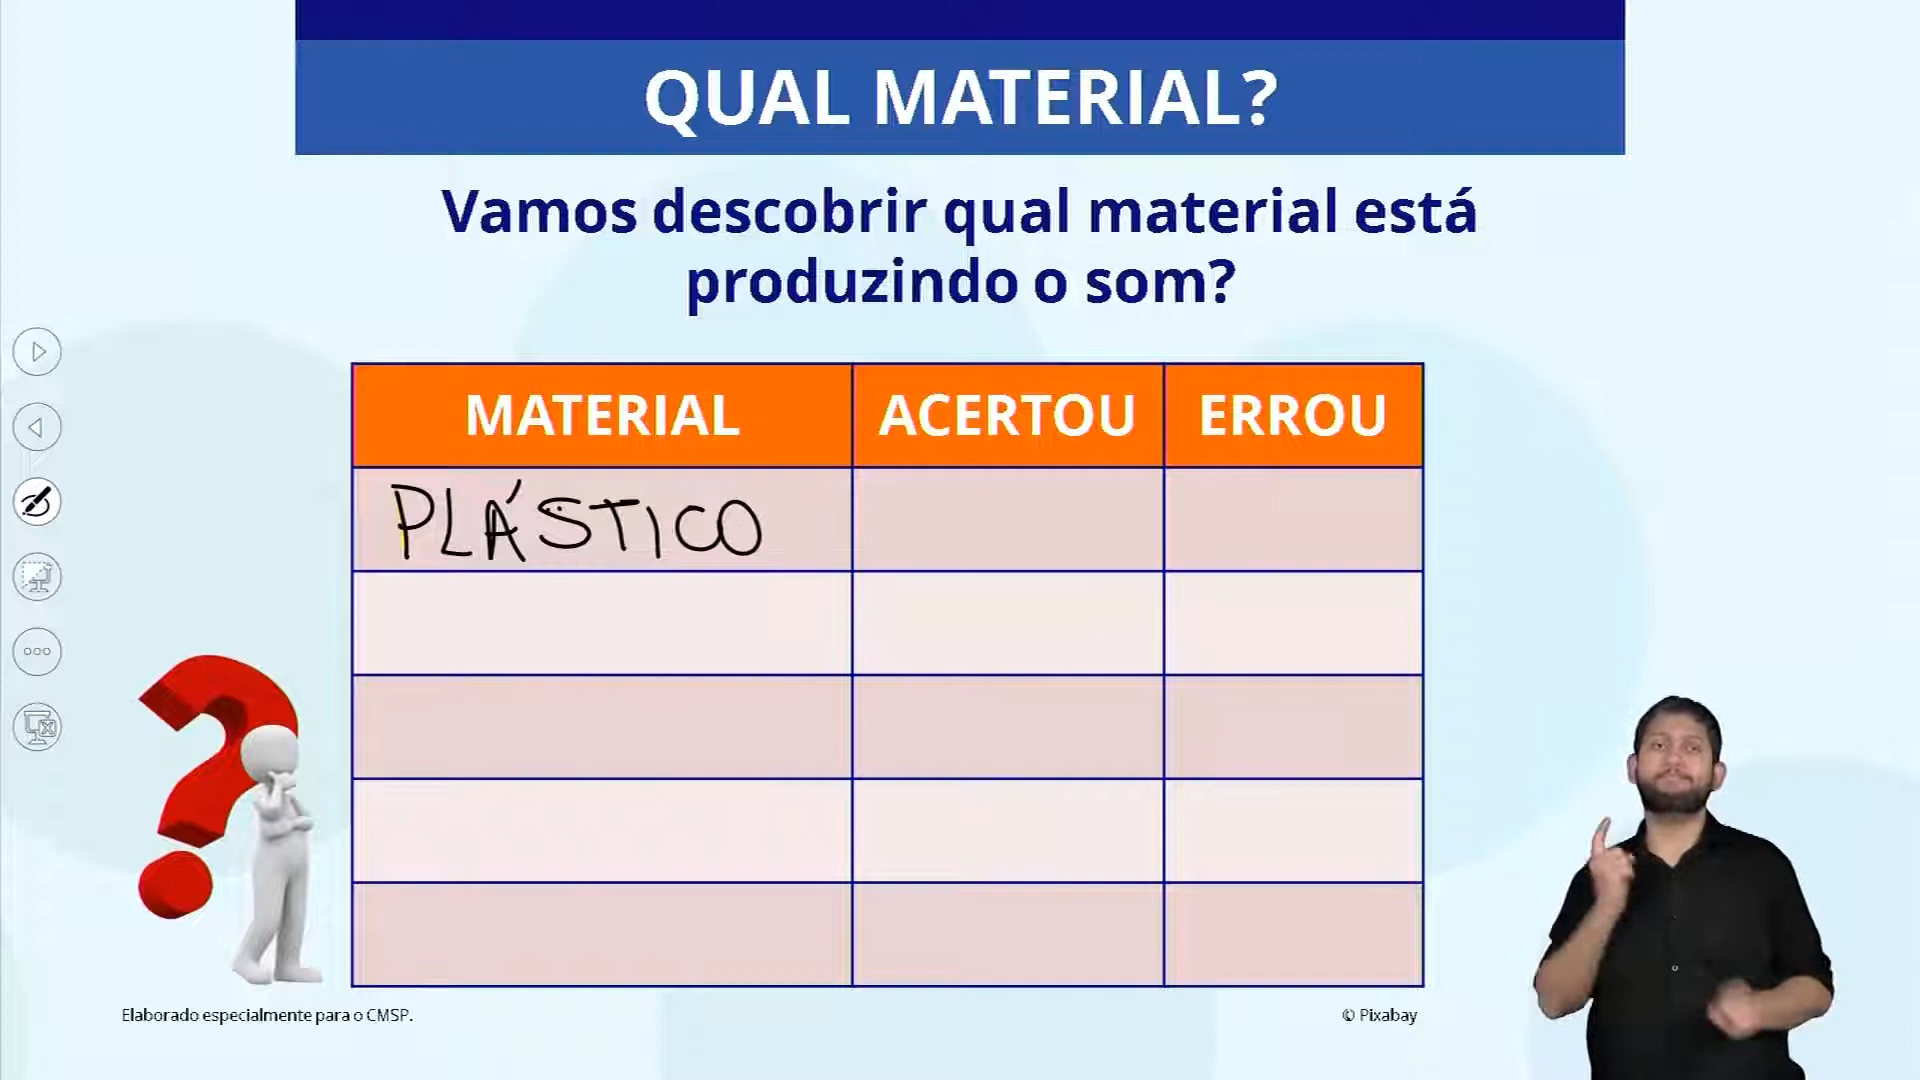 QUAL MATERIAL?
Vamos descobrir qual material está
produzindo o som?
MATERIAL ACERTOU ERROU
PLÁSTICO
Elaborado especialmente para o CMSP.
© Pixabay